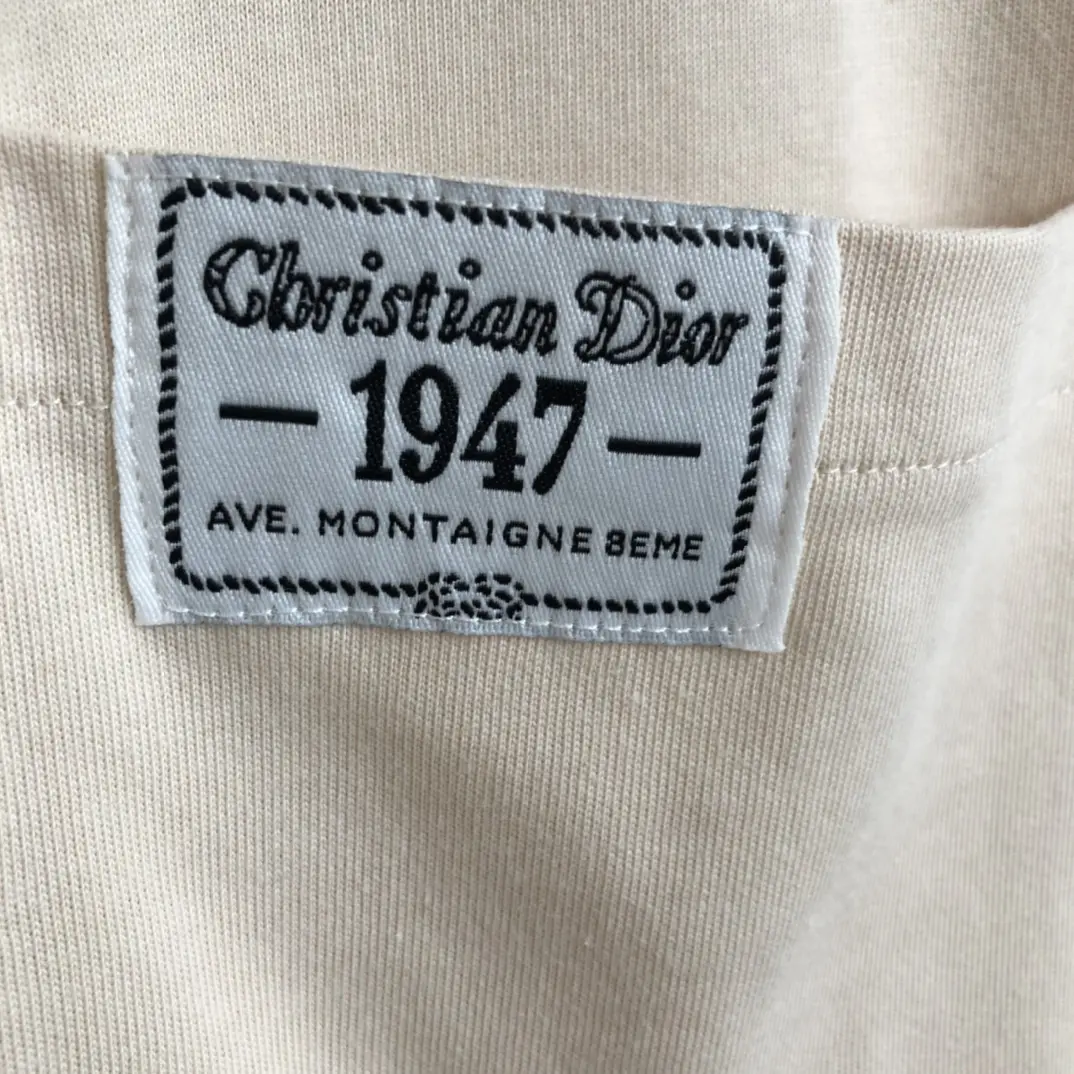 Christian Dior
— 1947 —
AVE. MONTAIGNE 8EME